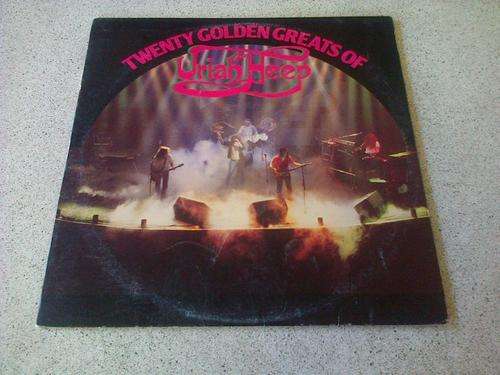 TWENTY GOLDEN GREATS OF
Uriah Heep